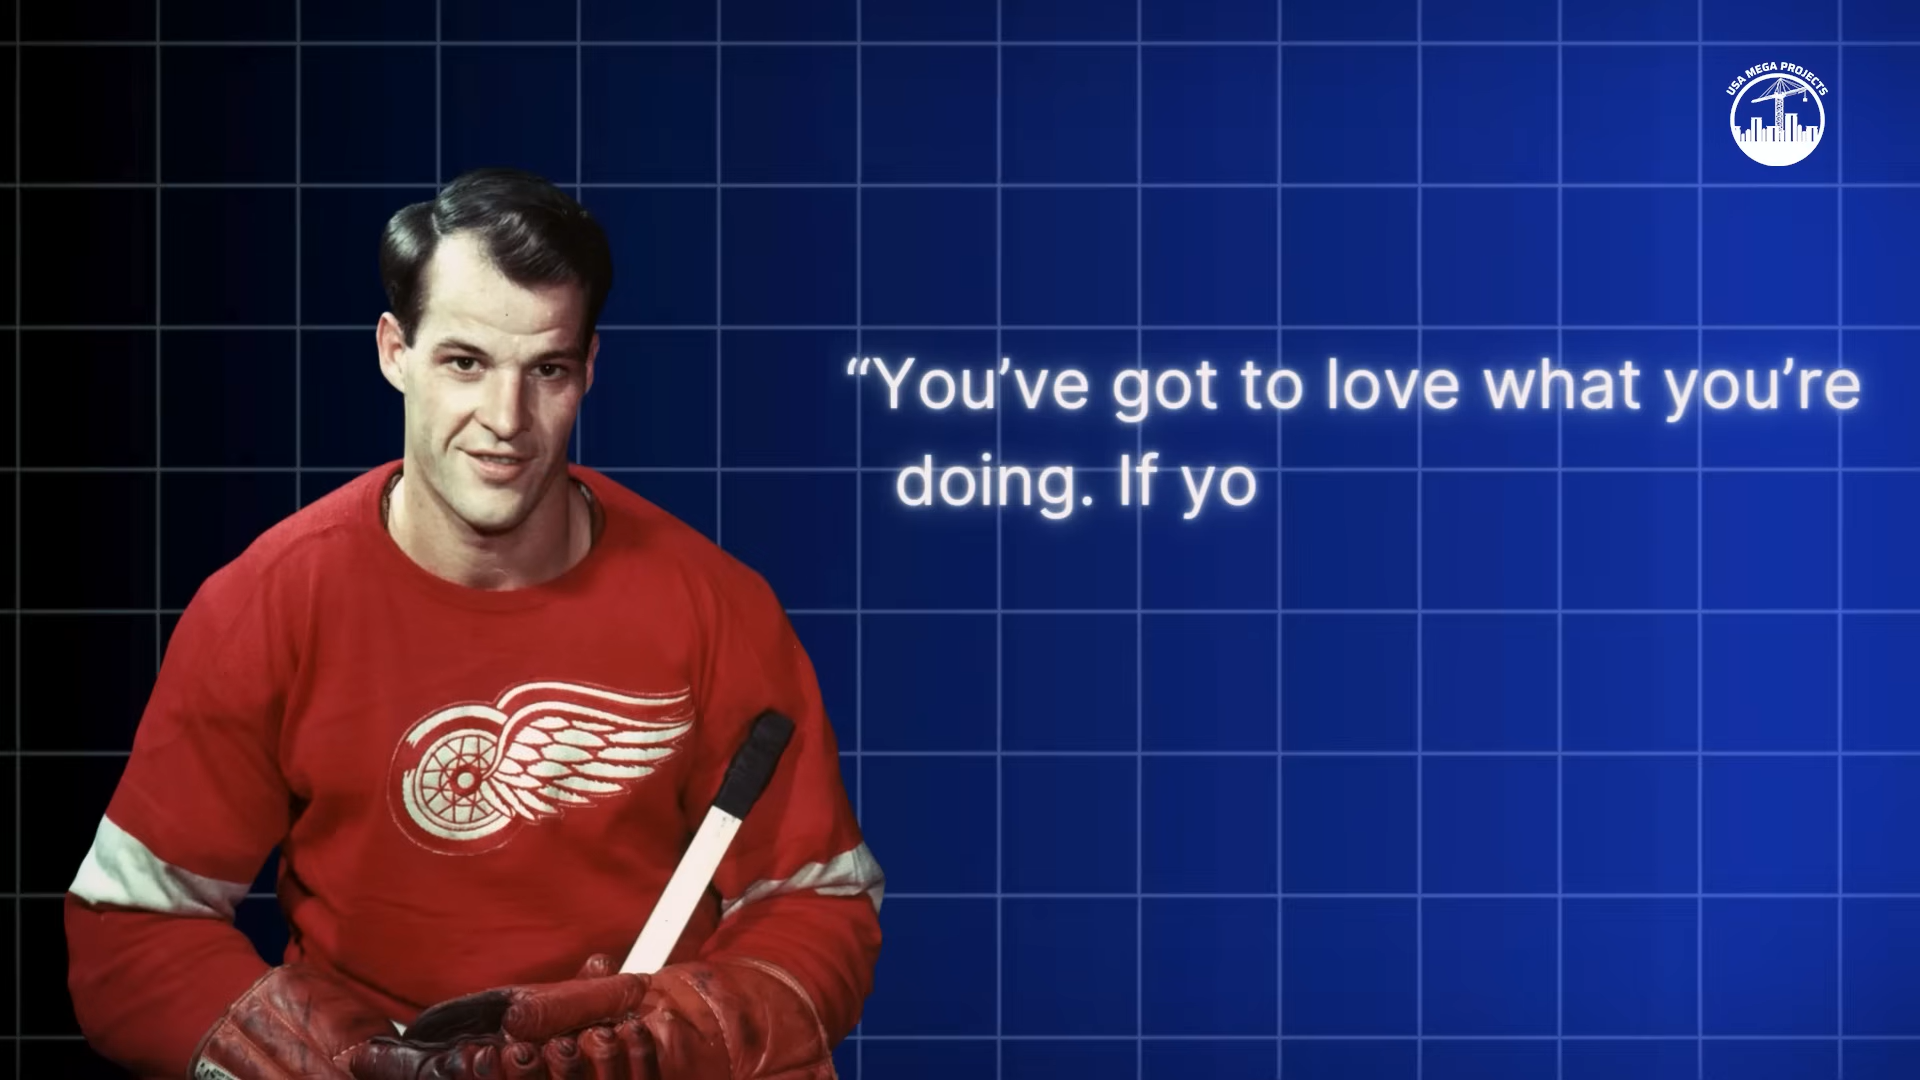 USA MEGA PROJECTS
“You’ve got to love what you’re
doing. If yo